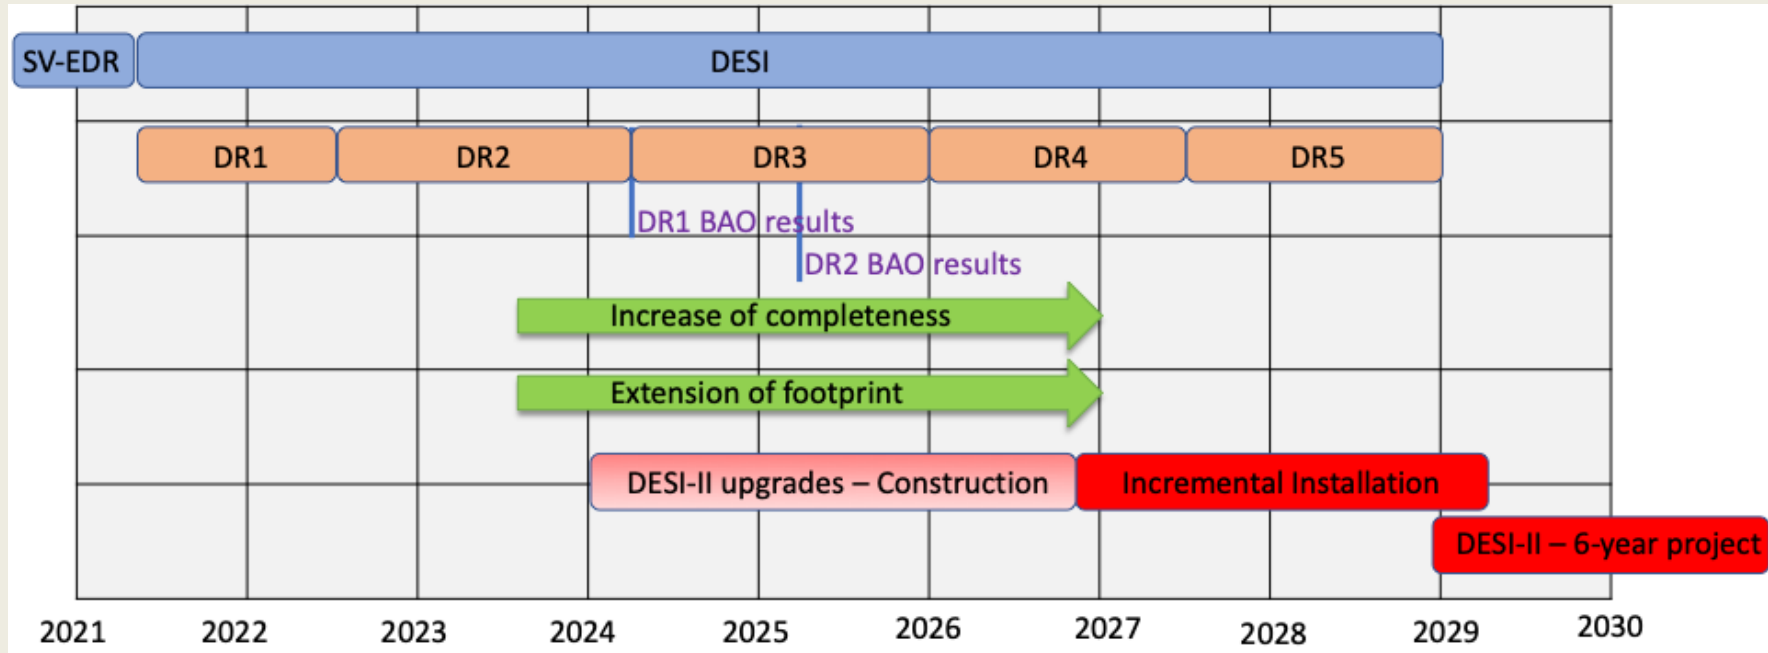 SV-EDR
DESI
DR1
DR2
DR3
DR4
DR5
DR1 BAO results
DR2 BAO results
Increase of completeness
Extension of footprint
DESI-II upgrades – Construction
Incremental Installation
DESI-II – 6-year project
2021
2022
2023
2024
2025
2026
2027
2028
2029
2030